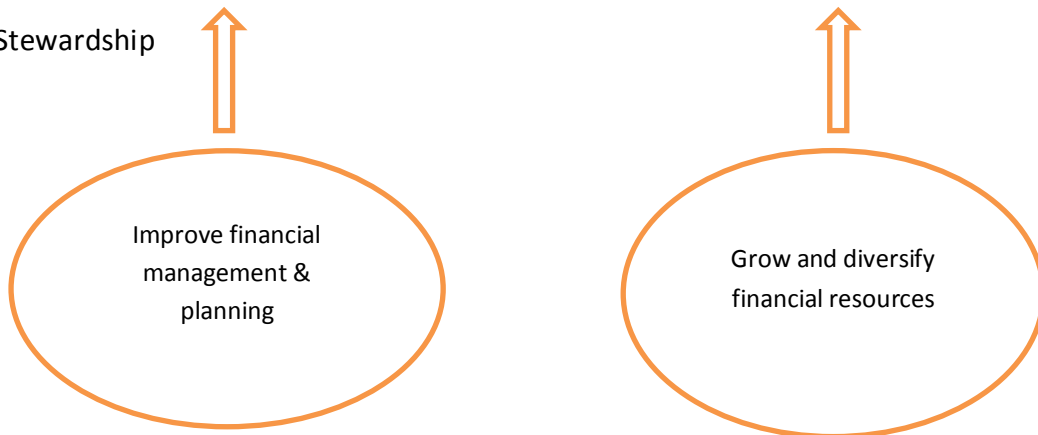 Stewardship
Improve financial
management &
planning
Grow and diversify
financial resources